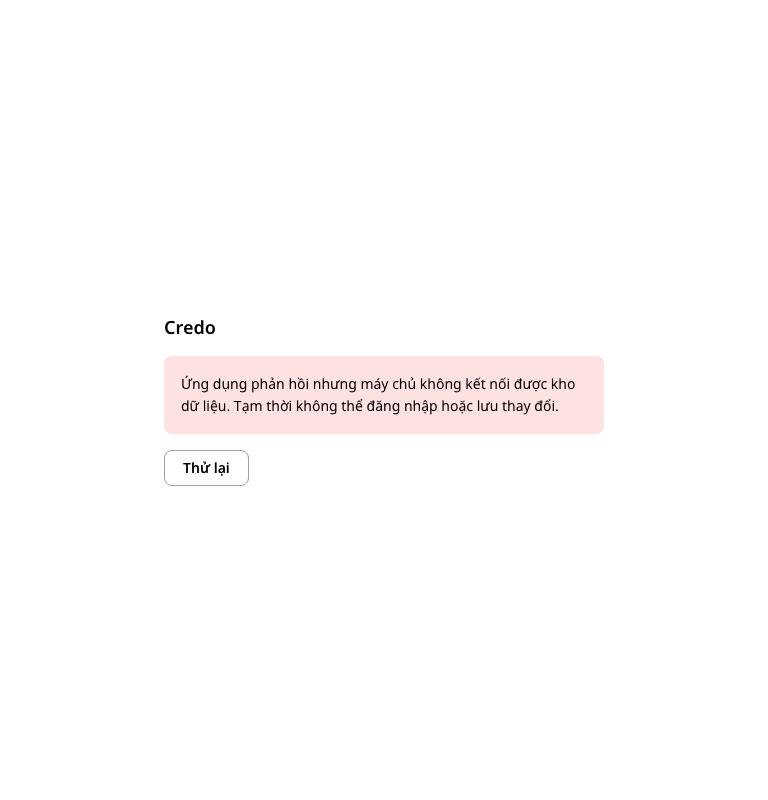 Credo
Ứng dụng phản hồi nhưng máy chủ không kết nối được kho
dữ liệu. Tạm thời không thể đăng nhập hoặc lưu thay đổi.
Thử lại